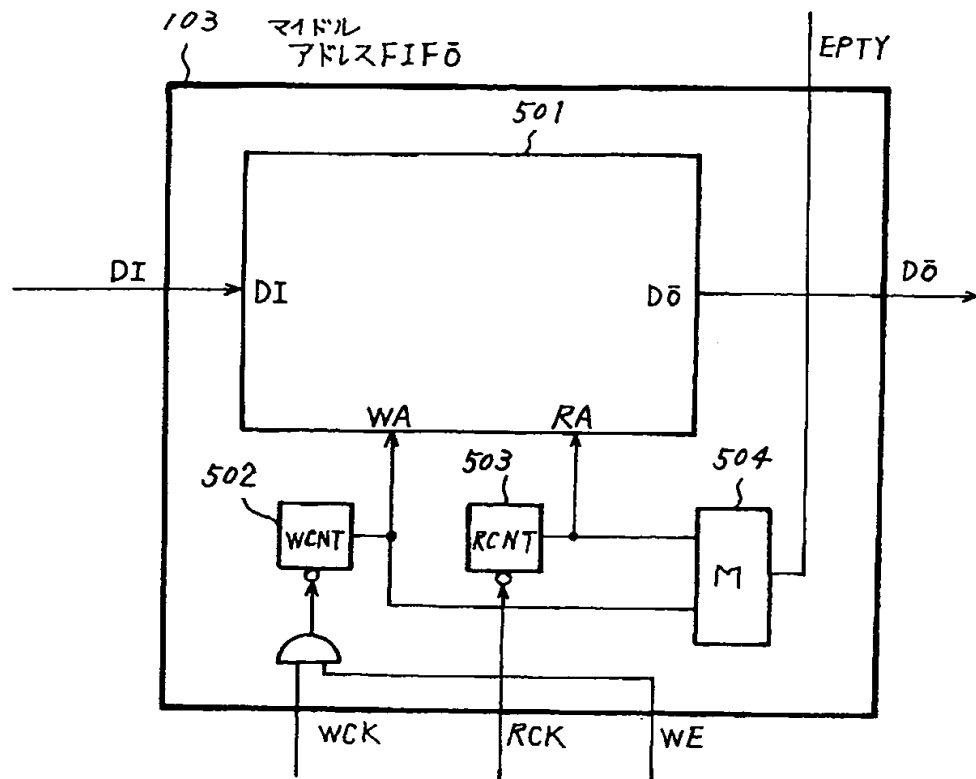 103
マイドル
アドレスFIFŌ
EPTY
501
DI
DŌ
DI
DŌ
WA
RA
502
503
504
WCNT
RCNT
M
WCK
RCK
WE